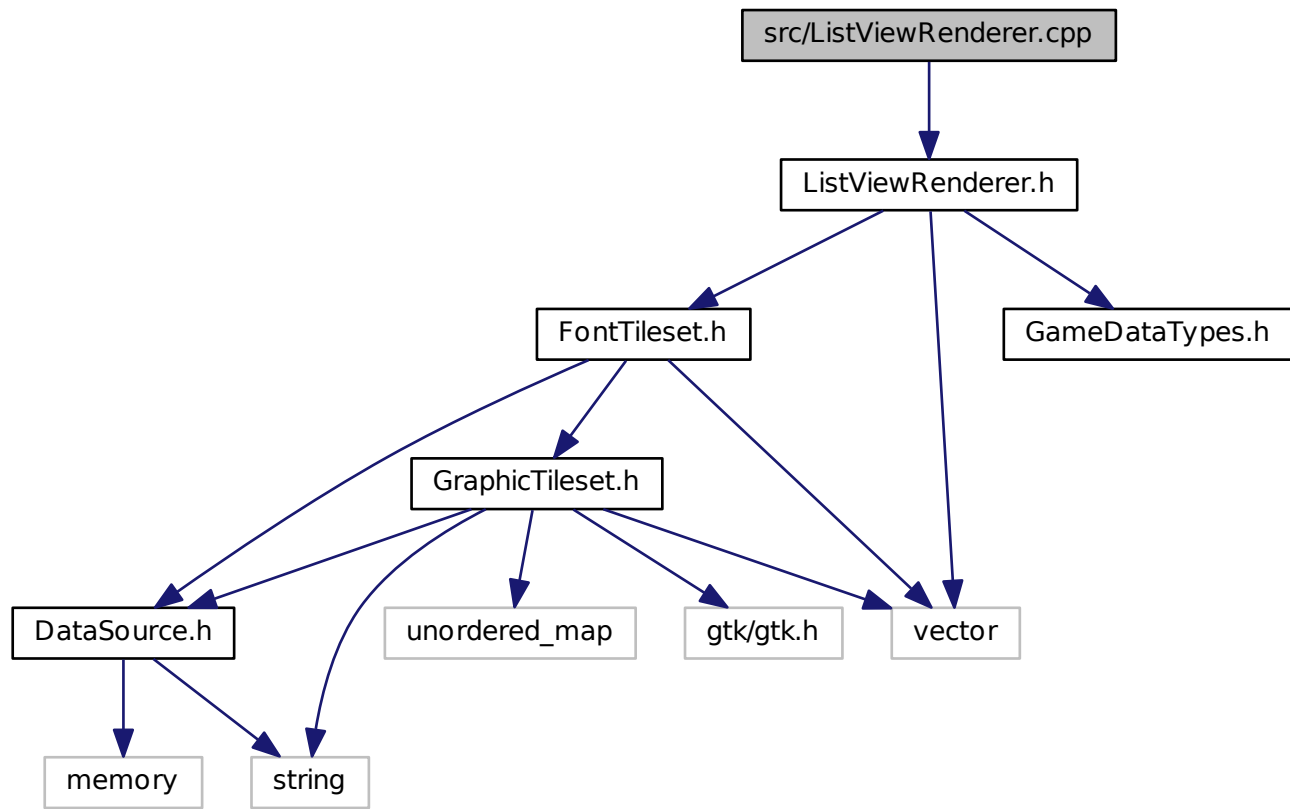 src/ListViewRenderer.cpp
ListViewRenderer.h
FontTileset.h
GameDataTypes.h
GraphicTileset.h
DataSource.h
unordered_map
gtk/gtk.h
vector
memory
string